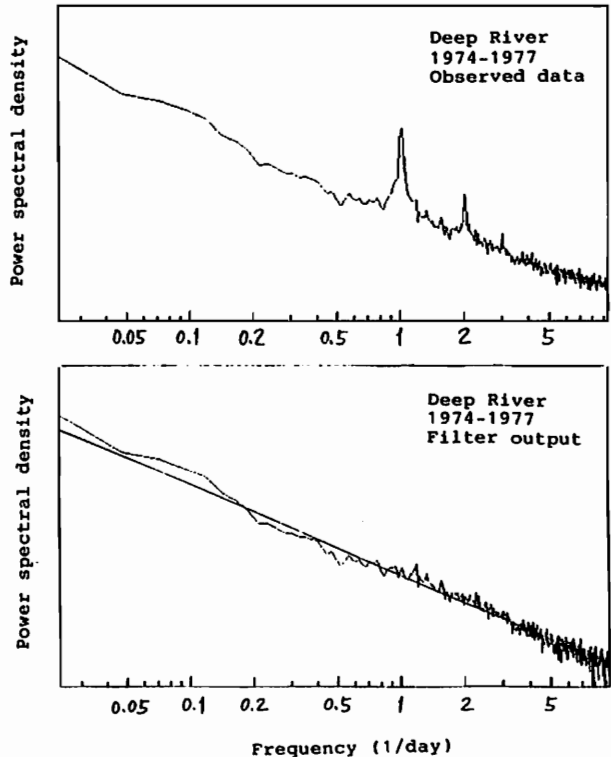 Power spectral density
Deep River
1974-1977
Observed data
0.05 0.1 0.2 0.5 1 2 5
Power spectral density
Deep River
1974-1977
Filter output
0.05 0.1 0.2 0.5 1 2 5
Frequency (1/day)